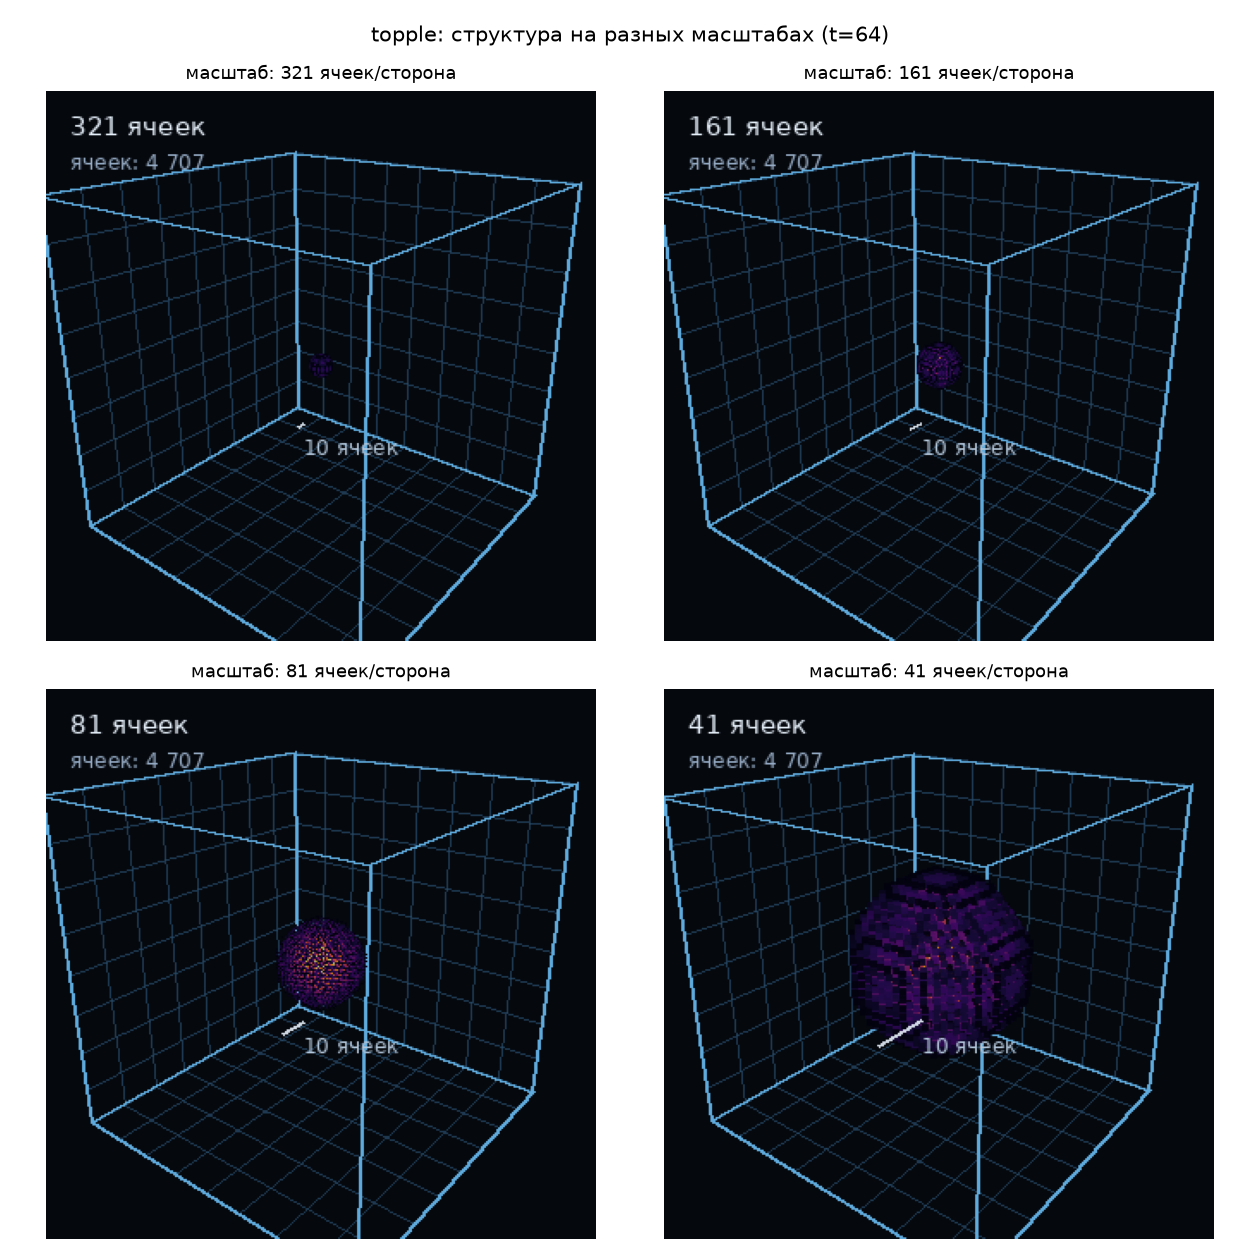 topple: структура на разных масштабах (t=64)
масштаб: 321 ячеек/сторона
321 ячеек
ячеек: 4 707
10 ячеек
масштаб: 161 ячеек/сторона
161 ячеек
ячеек: 4 707
10 ячеек
масштаб: 81 ячеек/сторона
81 ячеек
ячеек: 4 707
10 ячеек
масштаб: 41 ячеек/сторона
41 ячеек
ячеек: 4 707
10 ячеек